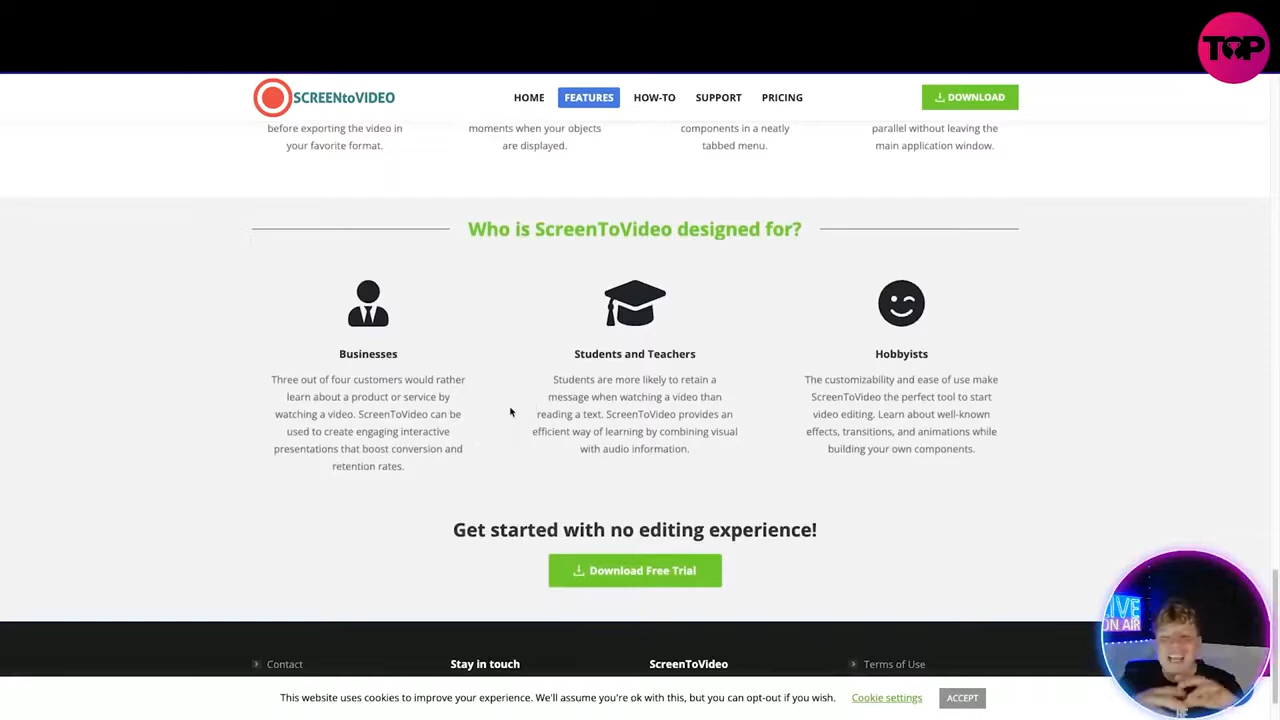 TOP
SCREENtoVIDEO
HOME
FEATURES
HOW-TO
SUPPORT
PRICING
DOWNLOAD
before exporting the video in
your favorite format.
moments when your objects
are displayed.
components in a neatly
tabbed menu.
parallel without leaving the
main application window.
Who is ScreenToVideo designed for?
Businesses
Three out of four customers would rather
learn about a product or service by
watching a video. ScreenToVideo can be
used to create engaging interactive
presentations that boost conversion and
retention rates.
Students and Teachers
Students are more likely to retain a
message when watching a video than
reading a text. ScreenToVideo provides an
efficient way of learning by combining visual
with audio information.
Hobbyists
The customizability and ease of use make
ScreenToVideo the perfect tool to start
video editing. Learn about well-known
effects, transitions, and animations while
building your own components.
Get started with no editing experience!
Download Free Trial
LIVE
ON AIR
Contact
Stay in touch
ScreenToVideo
Terms of Use
This website uses cookies to improve your experience. We'll assume you're ok with this, but you can opt-out if you wish.
Cookie settings
ACCEPT